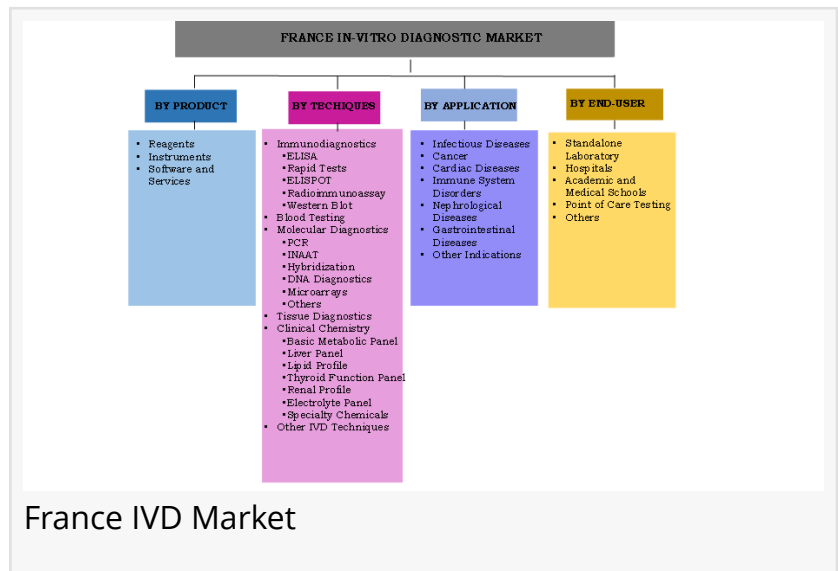 FRANCE IN-VITRO DIAGNOSTIC MARKET
BY PRODUCT
▪ Reagents
▪ Instruments
▪ Software and
Services
BY TECHIQUES
▪ Immunodiagnostics
▪ELISA
▪Rapid Tests
▪ELISPOT
▪Radioimmunoassay
▪Western Blot
▪ Blood Testing
▪ Molecular Diagnostics
▪PCR
▪INAAT
▪Hybridization
▪DNA Diagnostics
▪Microarrays
▪Others
▪ Tissue Diagnostics
▪ Clinical Chemistry
▪Basic Metabolic Panel
▪Liver Panel
▪Lipid Profile
▪Thyroid Function Panel
▪Renal Profile
▪Electrolyte Panel
▪Specialty Chemicals
▪ Other IVD Techniques
BY APPLICATION
▪ Infectious Diseases
▪ Cancer
▪ Cardiac Diseases
▪ Immune System
Disorders
▪ Nephrological
Diseases
▪ Gastrointestinal
Diseases
▪ Other Indications
BY END-USER
▪ Standalone
Laboratory
▪ Hospitals
▪ Academic and
Medical Schools
▪ Point of Care Testing
▪ Others
France IVD Market